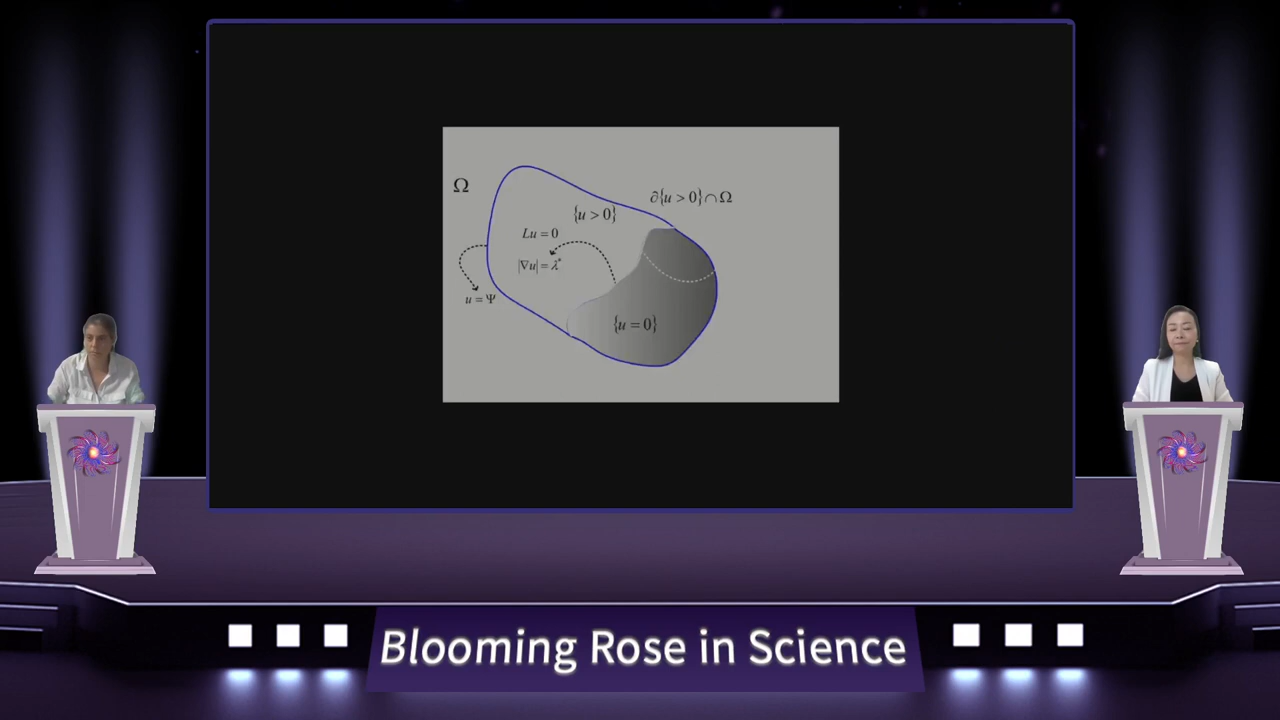 Ω
∂{u > 0}∩Ω
{u > 0}
Lu = 0
|∇u| = λ*
u = Ψ
{u = 0}
Blooming Rose in Science